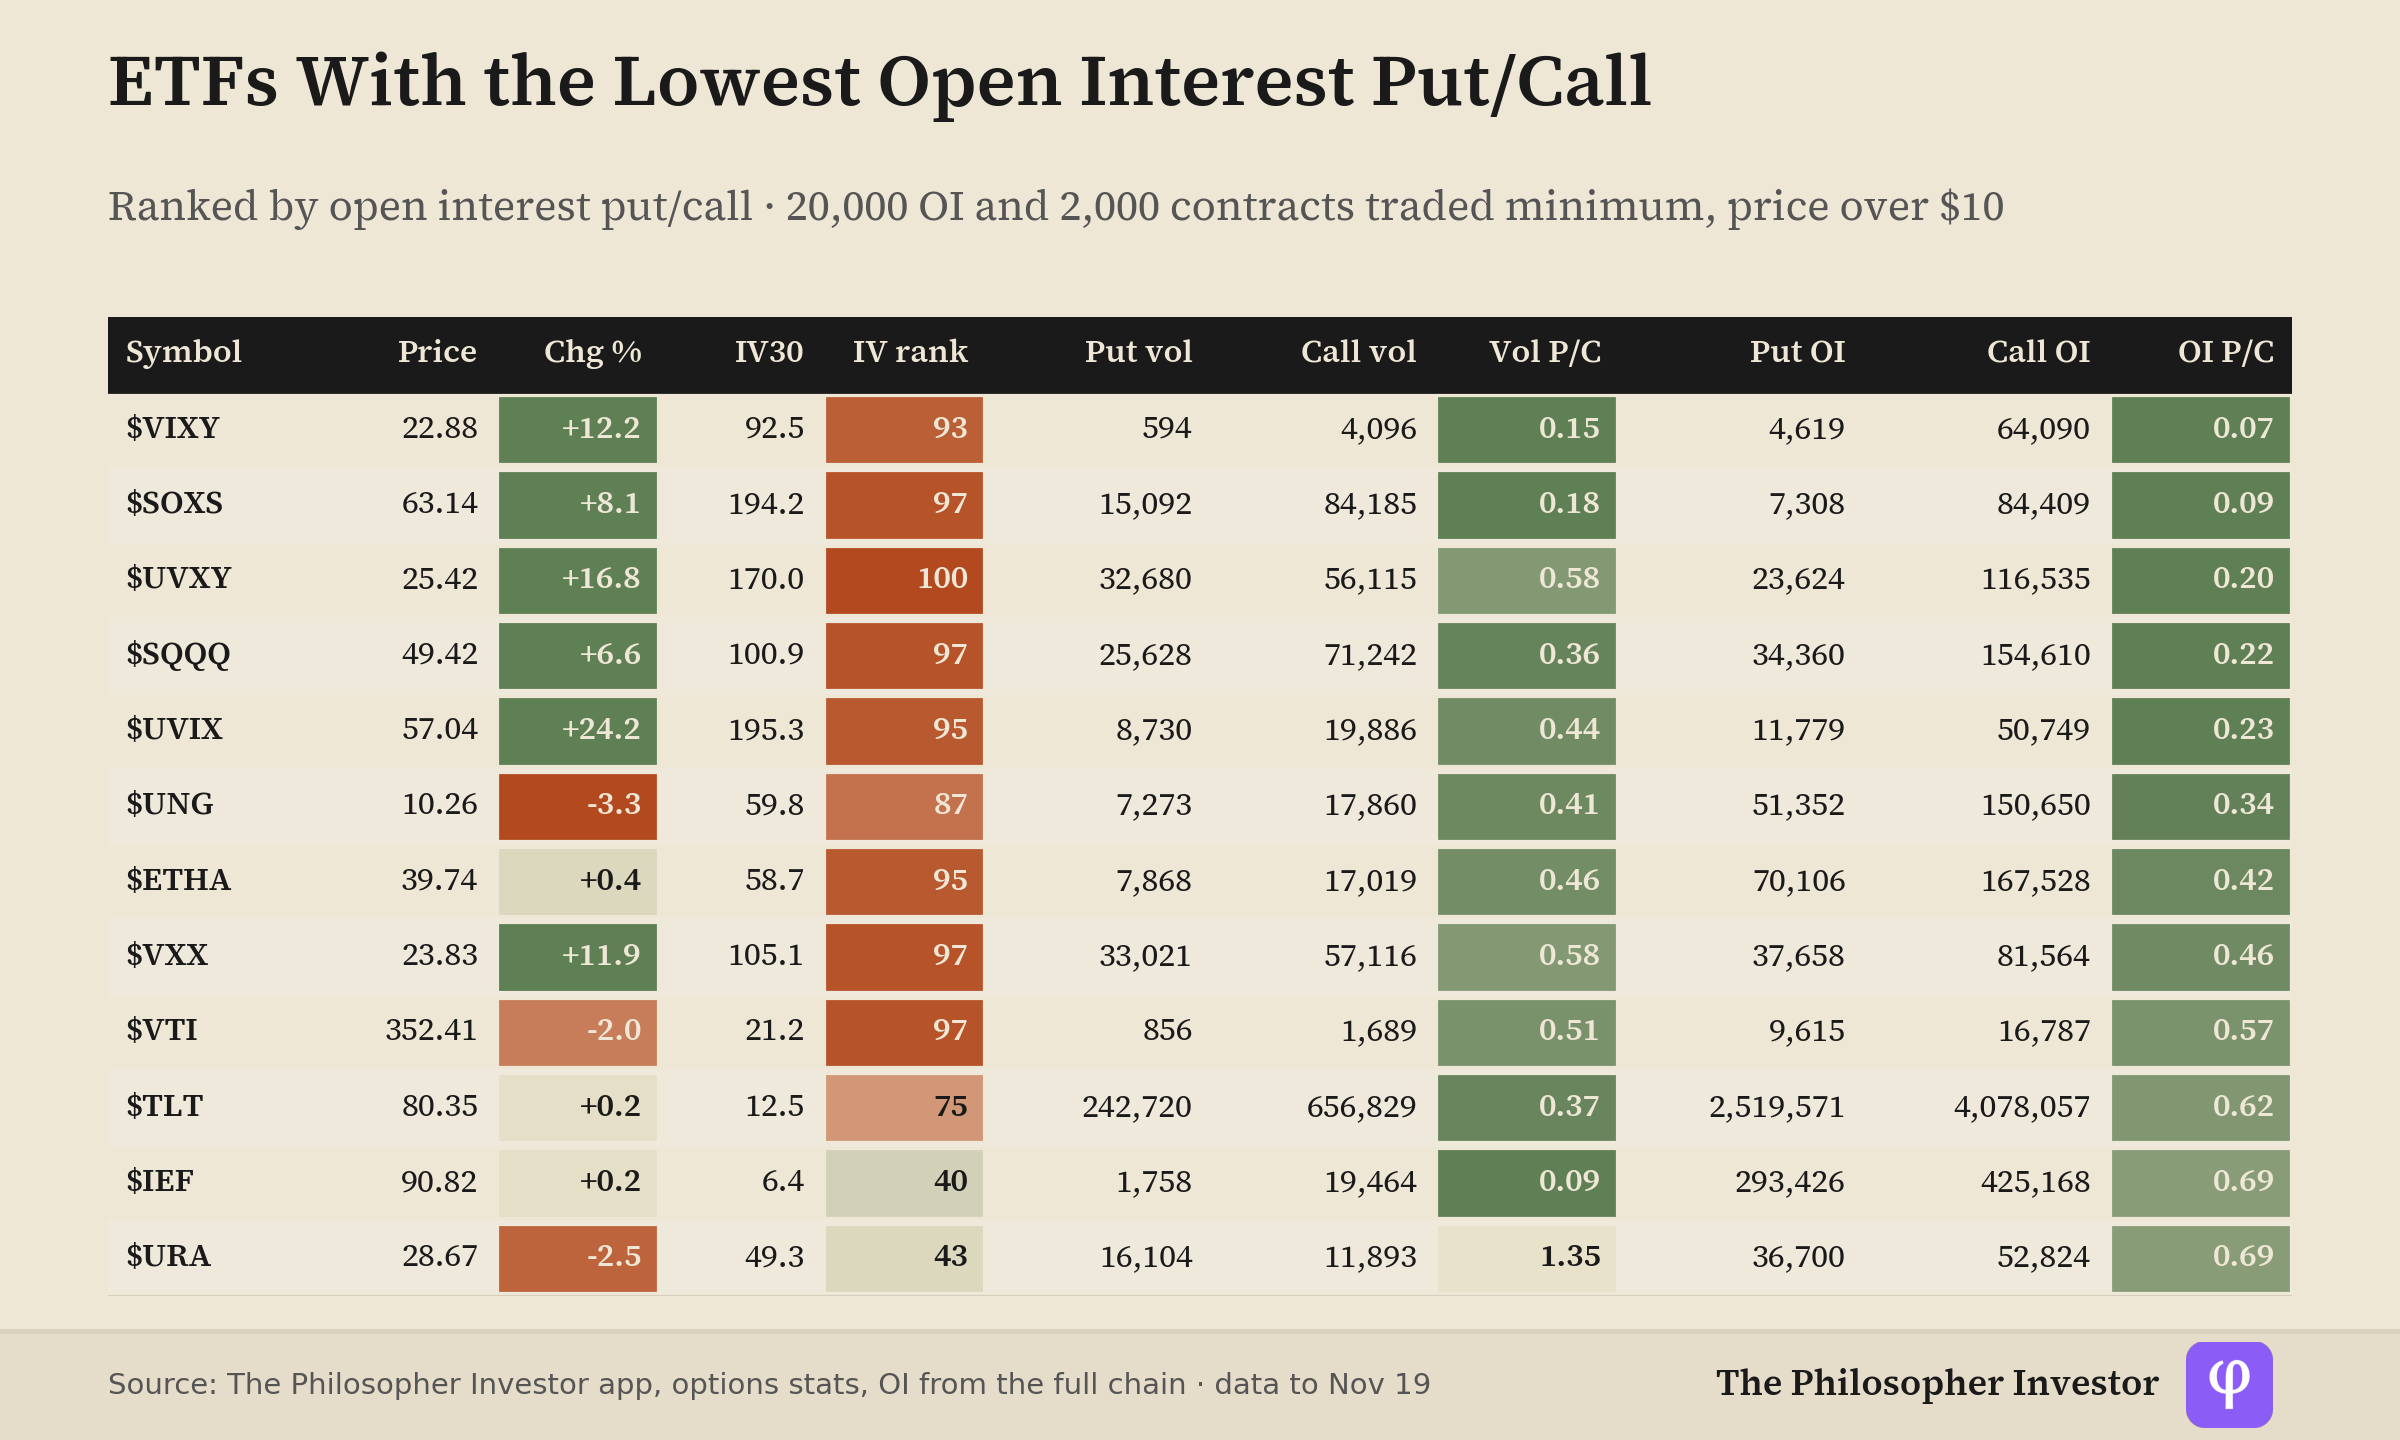 ETFs With the Lowest Open Interest Put/Call
Ranked by open interest put/call · 20,000 OI and 2,000 contracts traded minimum, price over $10
Symbol Price Chg % IV30 IV rank Put vol Call vol Vol P/C Put OI Call OI OI P/C
$VIXY 22.88 +12.2 92.5 93 594 4,096 0.15 4,619 64,090 0.07
$SOXS 63.14 +8.1 194.2 97 15,092 84,185 0.18 7,308 84,409 0.09
$UVXY 25.42 +16.8 170.0 100 32,680 56,115 0.58 23,624 116,535 0.20
$SQQQ 49.42 +6.6 100.9 97 25,628 71,242 0.36 34,360 154,610 0.22
$UVIX 57.04 +24.2 195.3 95 8,730 19,886 0.44 11,779 50,749 0.23
$UNG 10.26 -3.3 59.8 87 7,273 17,860 0.41 51,352 150,650 0.34
$ETHA 39.74 +0.4 58.7 95 7,868 17,019 0.46 70,106 167,528 0.42
$VXX 23.83 +11.9 105.1 97 33,021 57,116 0.58 37,658 81,564 0.46
$VTI 352.41 -2.0 21.2 97 856 1,689 0.51 9,615 16,787 0.57
$TLT 80.35 +0.2 12.5 75 242,720 656,829 0.37 2,519,571 4,078,057 0.62
$IEF 90.82 +0.2 6.4 40 1,758 19,464 0.09 293,426 425,168 0.69
$URA 28.67 -2.5 49.3 43 16,104 11,893 1.35 36,700 52,824 0.69
Source: The Philosopher Investor app, options stats, OI from the full chain · data to Nov 19
The Philosopher Investor φ